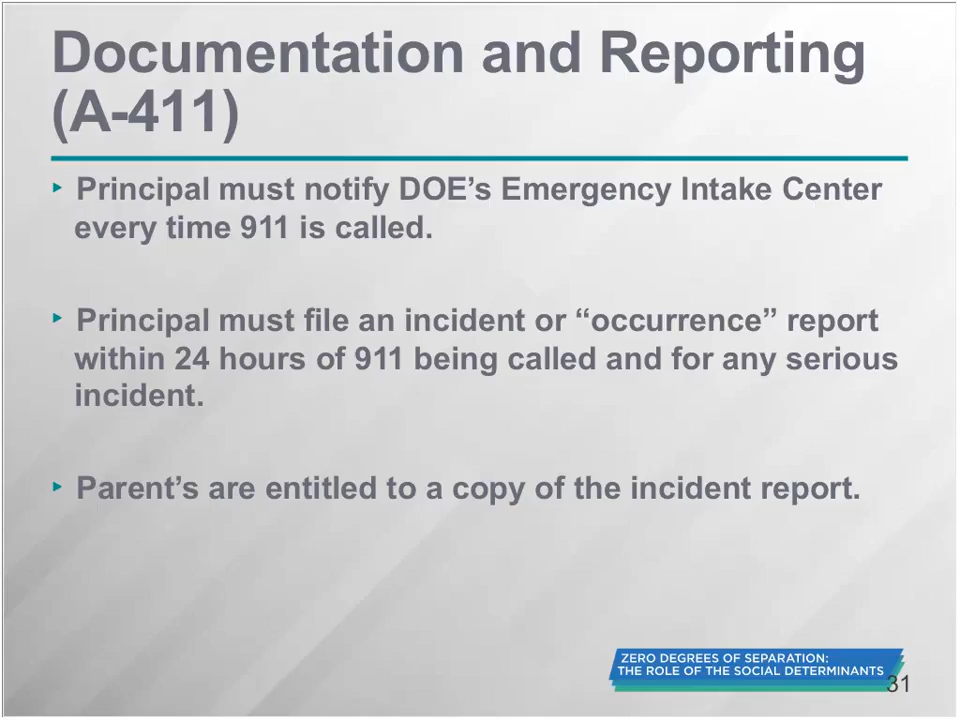 Documentation and Reporting
(A-411)
‣ Principal must notify DOE’s Emergency Intake Center
every time 911 is called.
‣ Principal must file an incident or “occurrence” report
within 24 hours of 911 being called and for any serious
incident.
‣ Parent’s are entitled to a copy of the incident report.
ZERO DEGREES OF SEPARATION:
THE ROLE OF THE SOCIAL DETERMINANTS
31